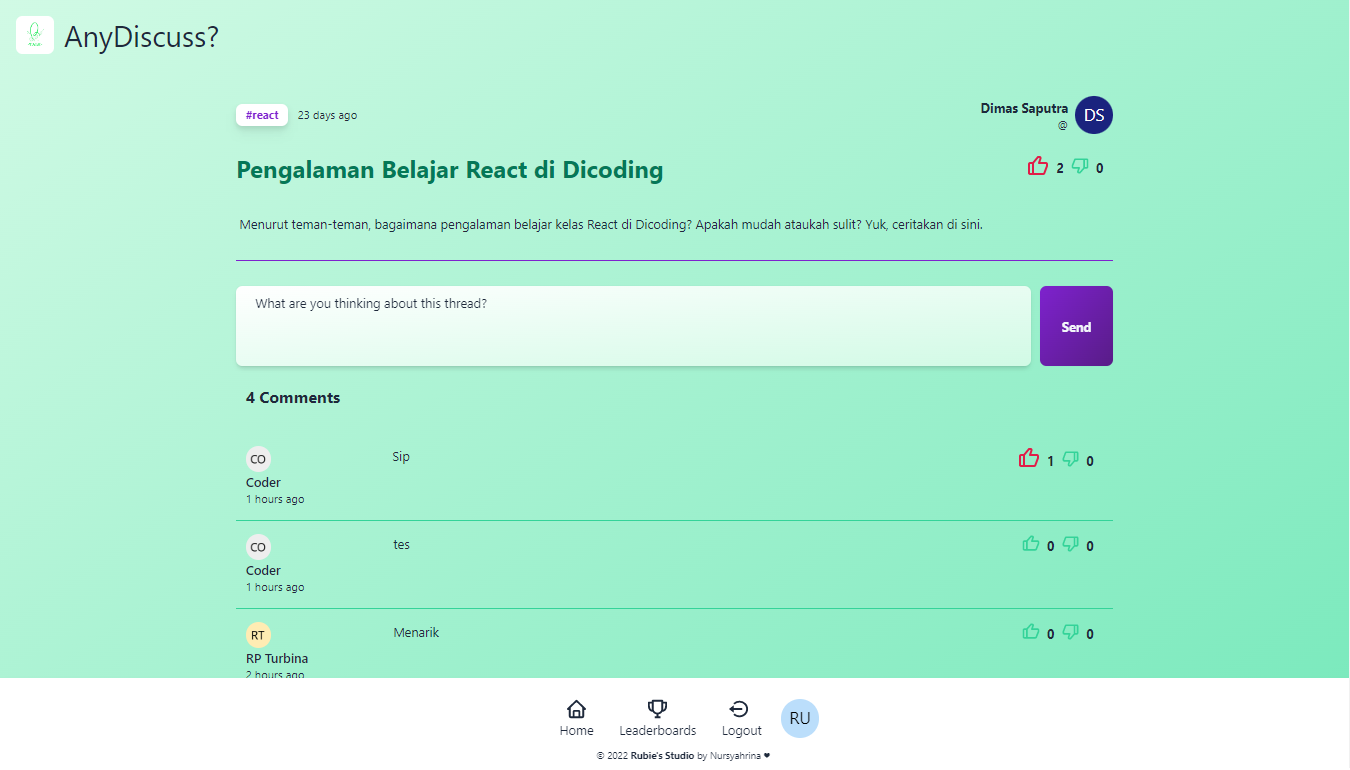 AnyDiscuss?
#react 23 days ago
Dimas Saputra
@
DS
Pengalaman Belajar React di Dicoding
2 0
Menurut teman-teman, bagaimana pengalaman belajar kelas React di Dicoding? Apakah mudah ataukah sulit? Yuk, ceritakan di sini.
What are you thinking about this thread?
Send
4 Comments
CO
Coder
1 hours ago
Sip
1 0
CO
Coder
1 hours ago
tes
0 0
RT
RP Turbina
2 hours ago
Menarik
0 0
Home
Leaderboards
Logout
RU
© 2022 Rubie's Studio by Nursyahrina ❤